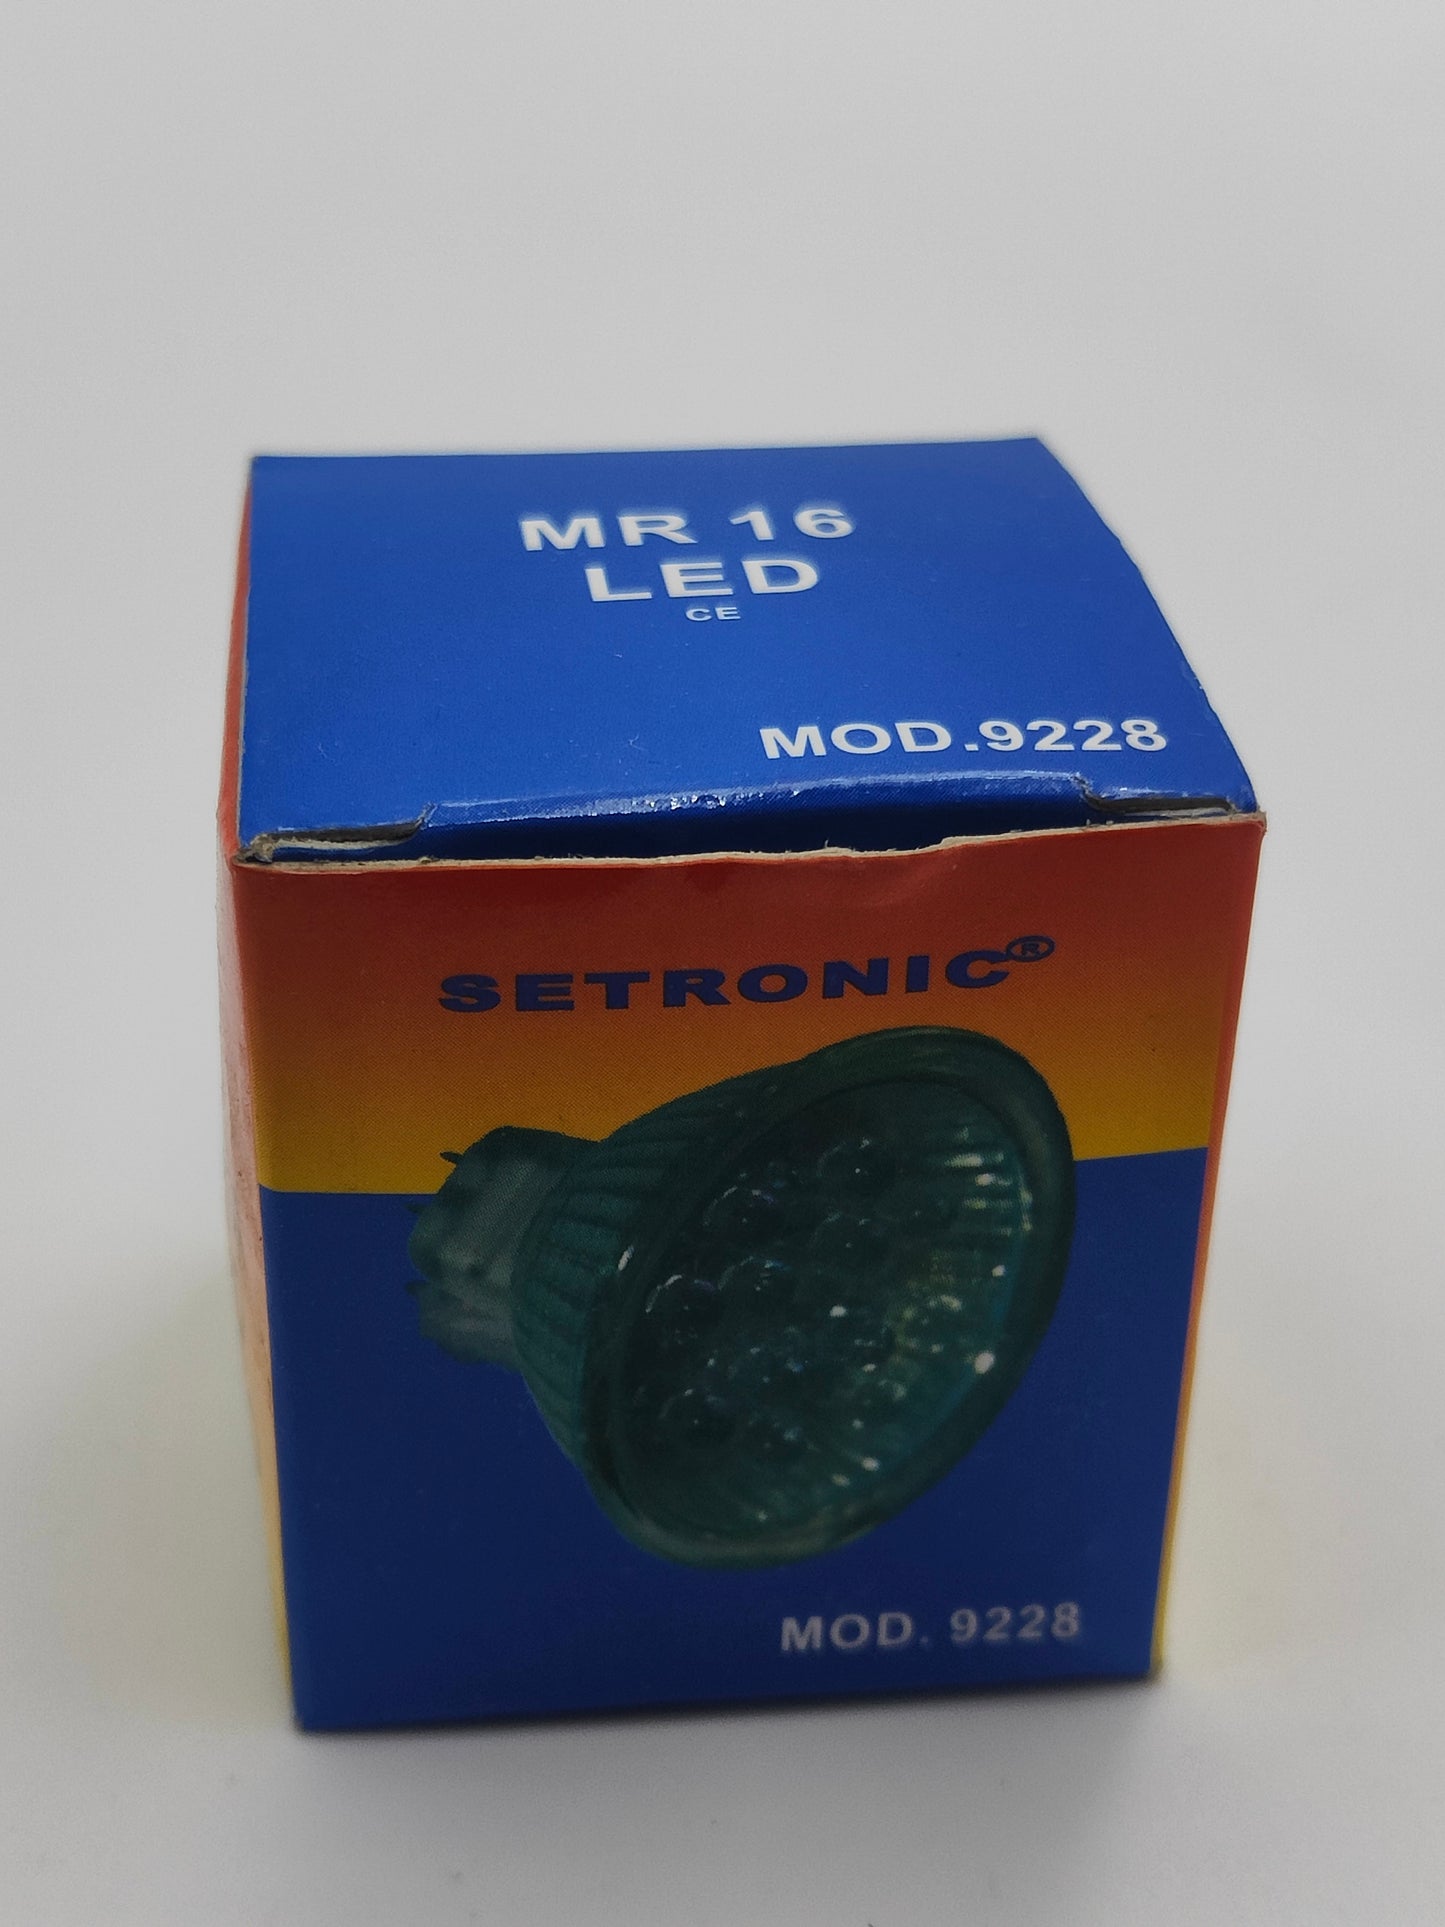 MR 16
LED
CE
MOD.9228
SETRONIC®
MOD. 9228